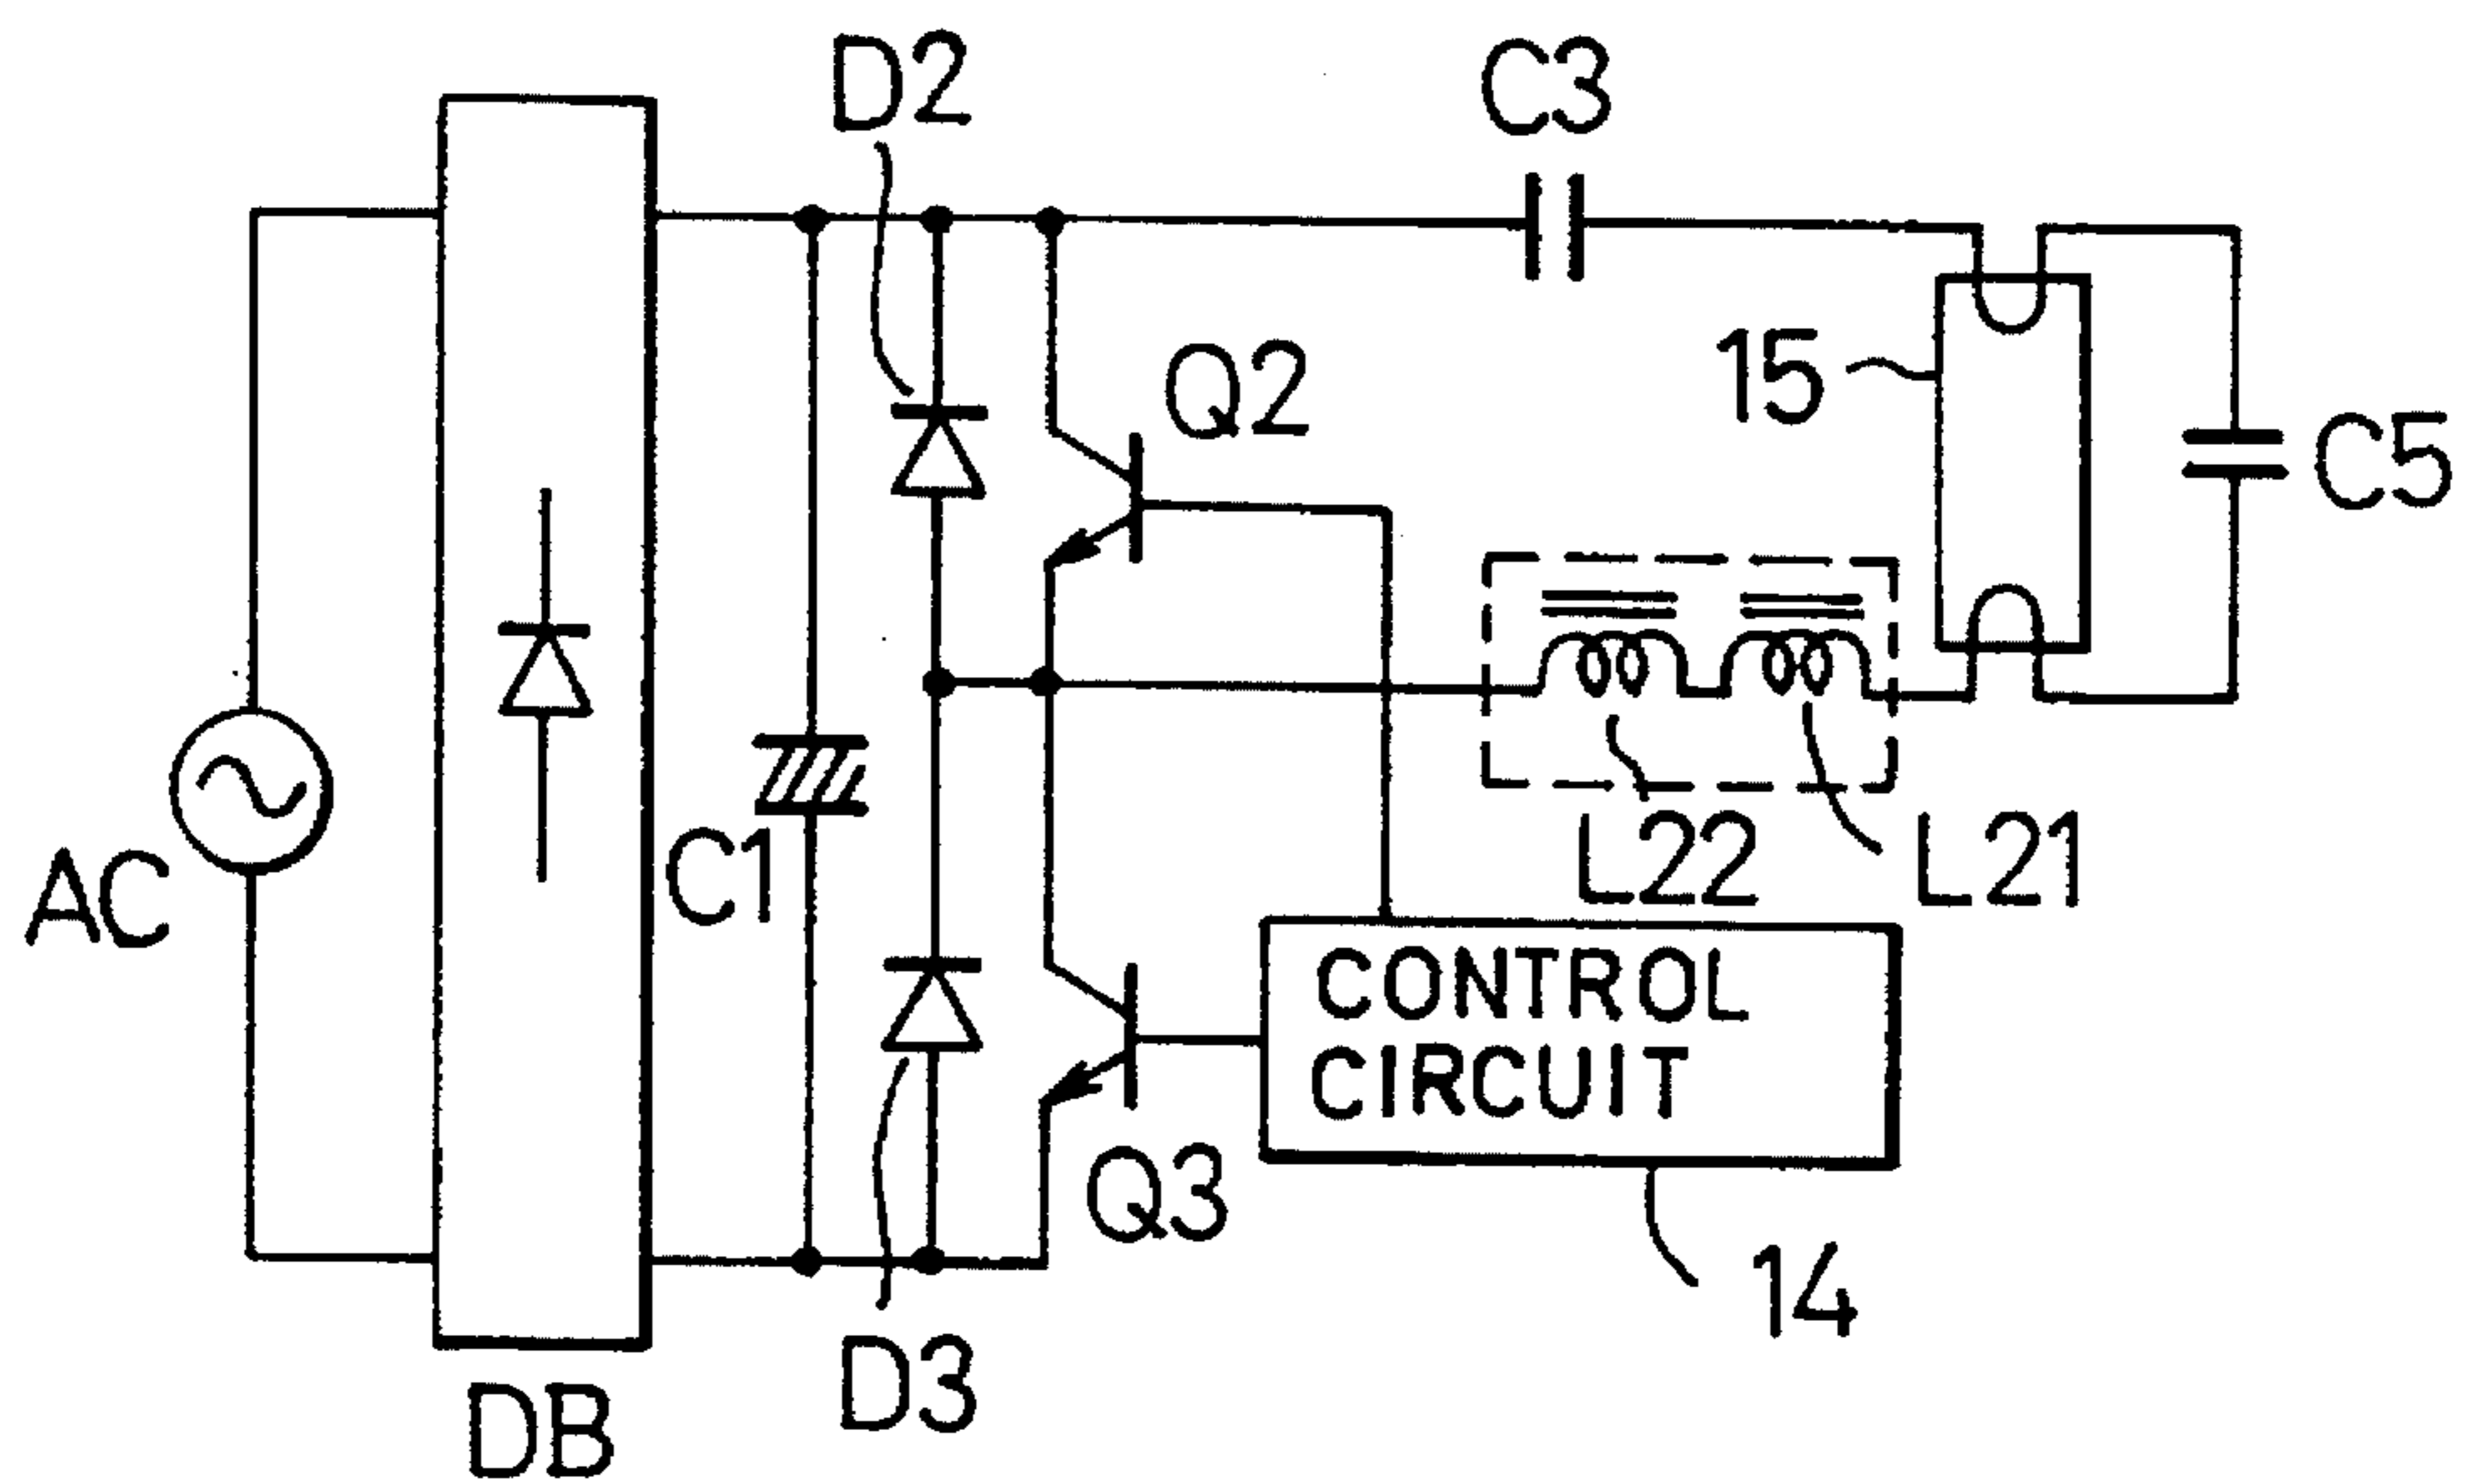 D2
C3
Q2
15
C5
AC
C1
L22
L21
CONTROL
CIRCUIT
Q3
14
D3
DB